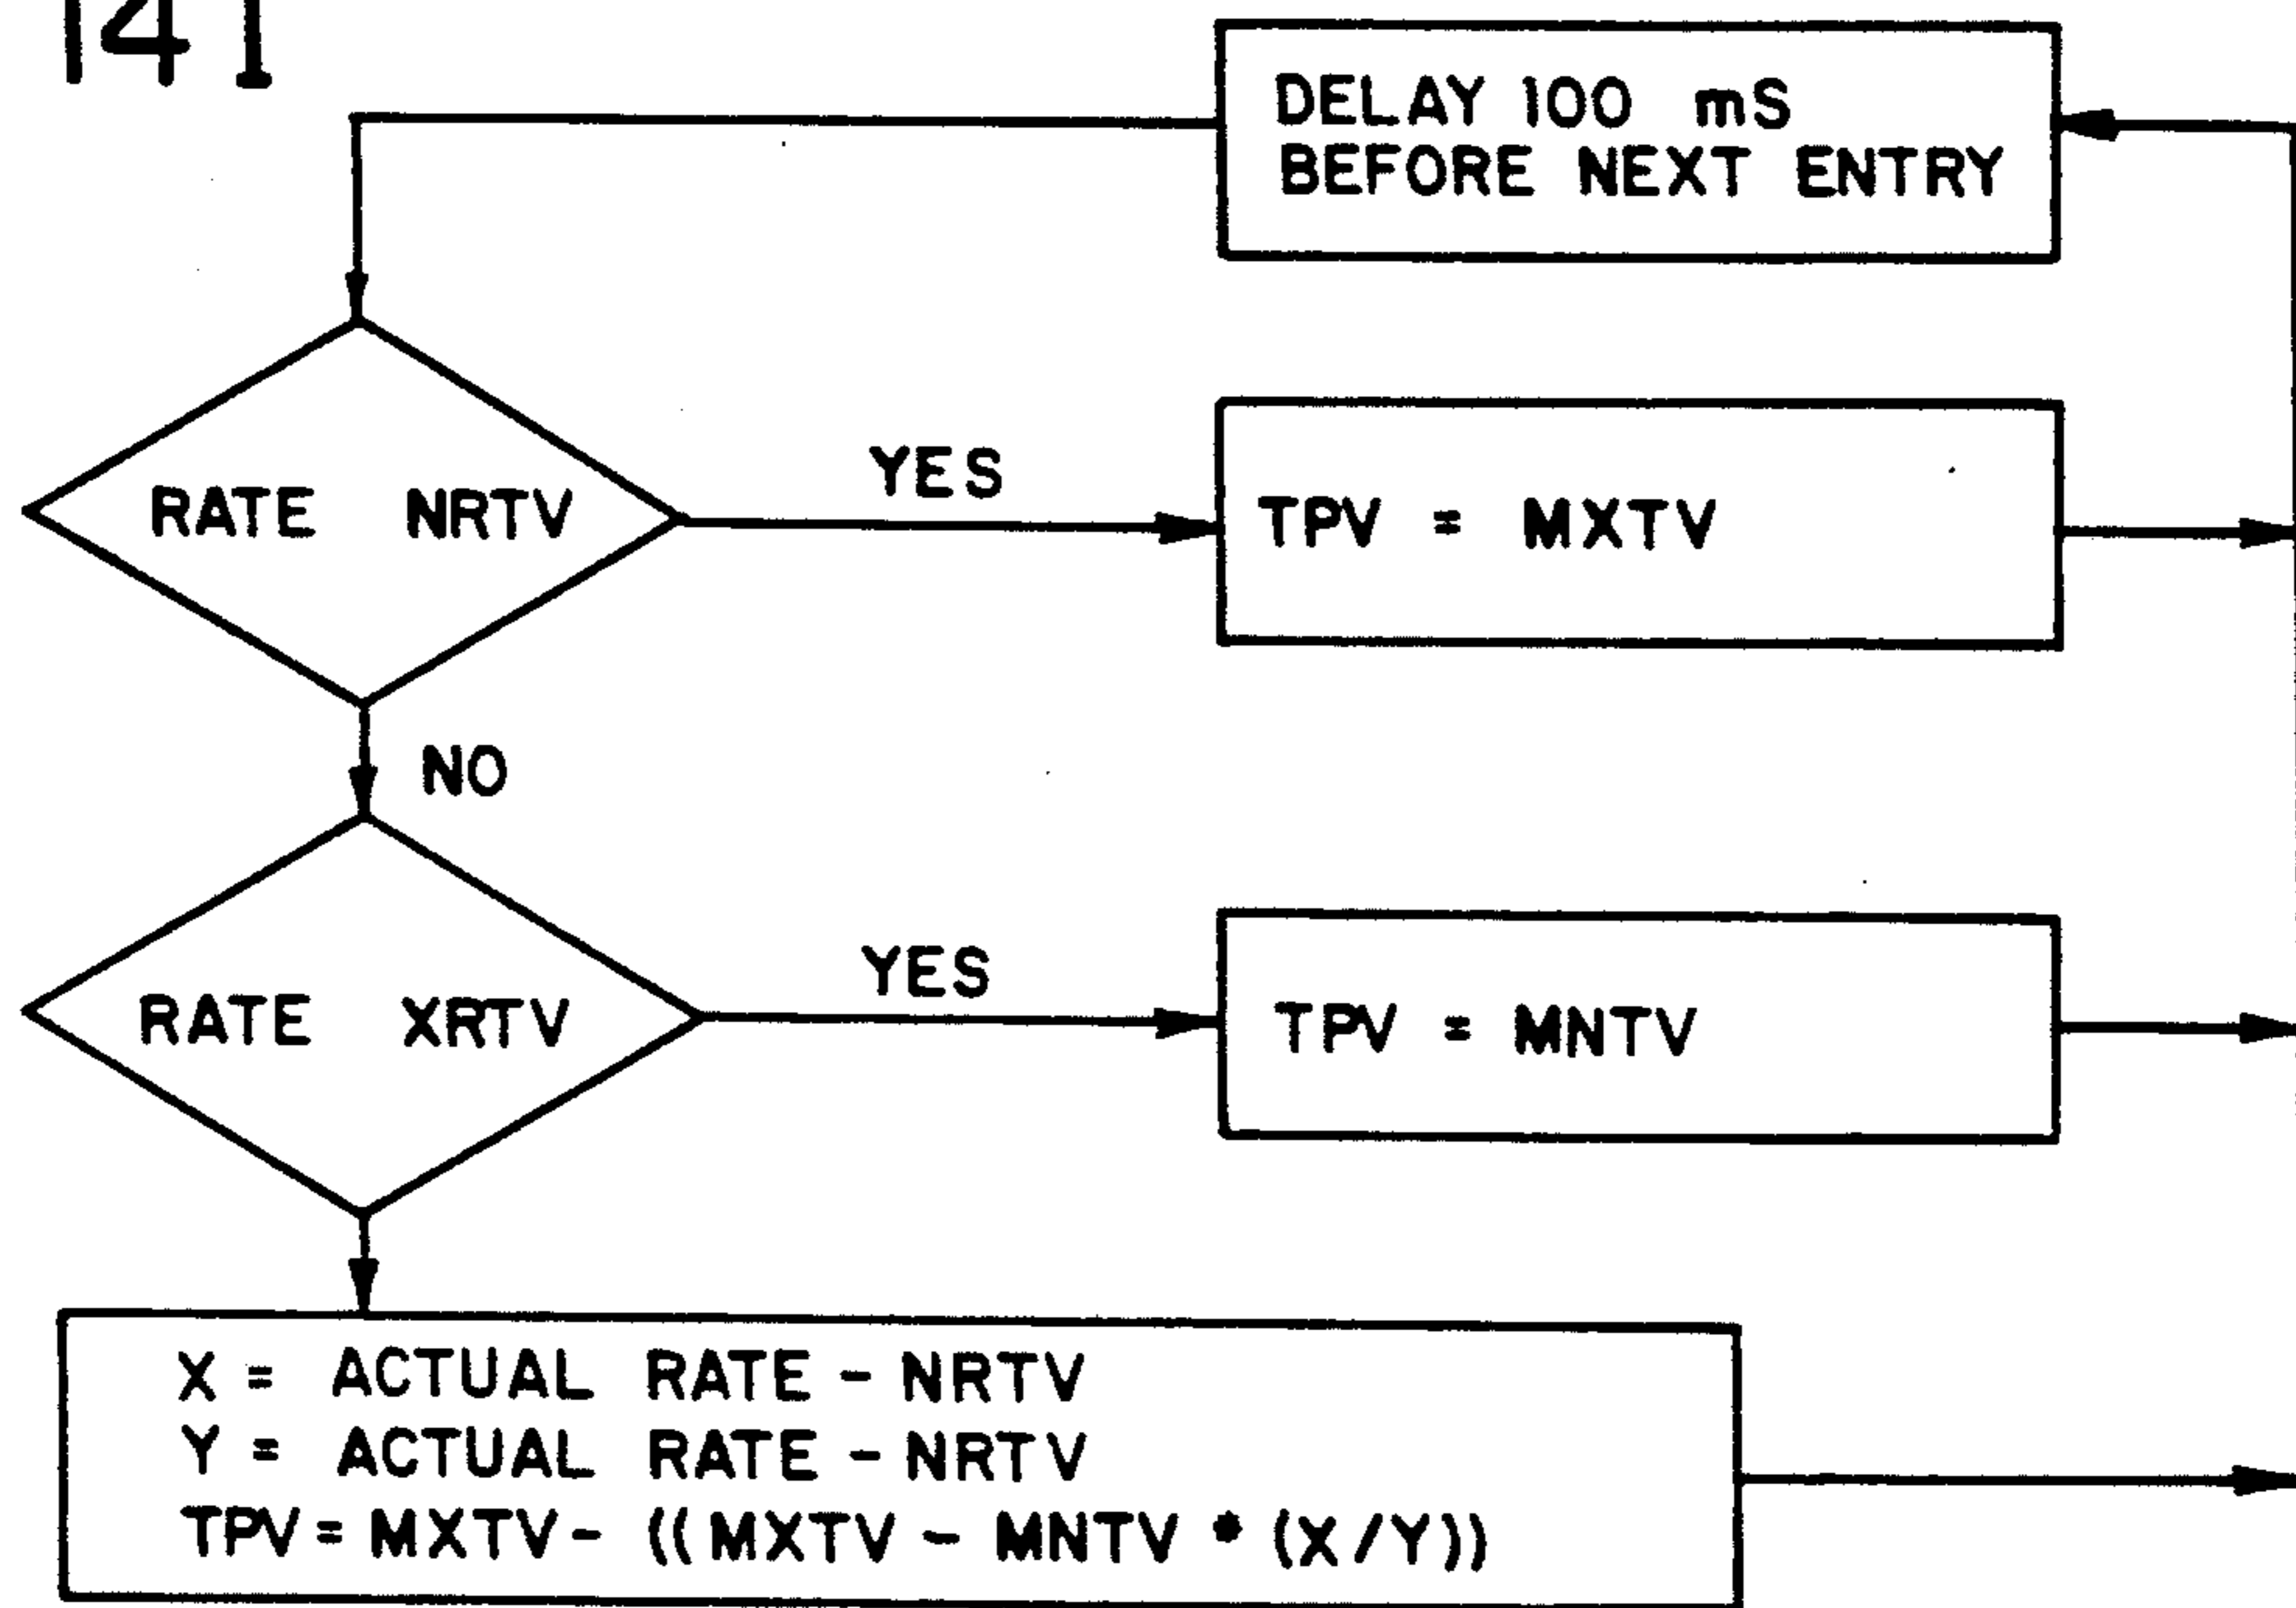 141
DELAY 100 mS
BEFORE NEXT ENTRY
RATE NRTV
YES
TPV = MXTV
NO
RATE XRTV
YES
TPV = MNTV
X = ACTUAL RATE - NRTV
Y = ACTUAL RATE - NRTV
TPV = MXTV - ((MXTV - MNTV * (X/Y))